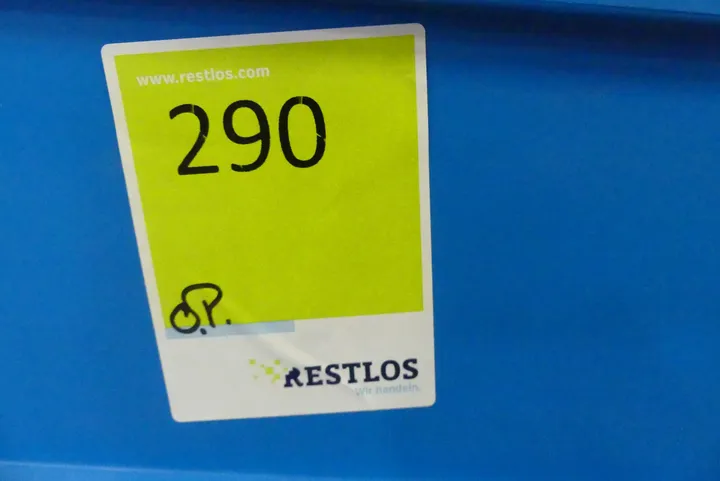 www.restlos.com
290
O.P.
RESTLOS
Wir handeln.